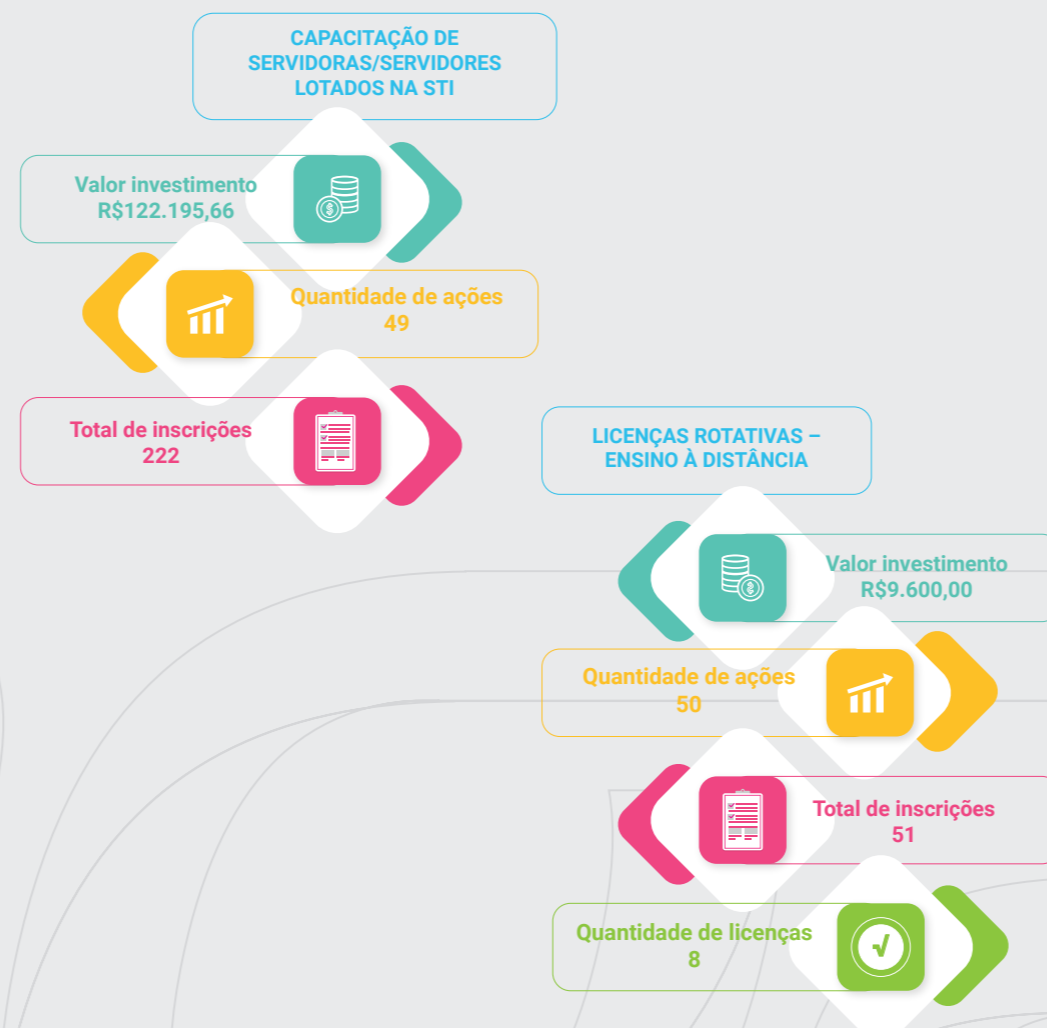 CAPACITAÇÃO DE
SERVIDORAS/SERVIDORES
LOTADOS NA STI
Valor investimento
R$122.195,66
Quantidade de ações
49
Total de inscrições
222
LICENÇAS ROTATIVAS –
ENSINO À DISTÂNCIA
Valor investimento
R$9.600,00
Quantidade de ações
50
Total de inscrições
51
Quantidade de licenças
8